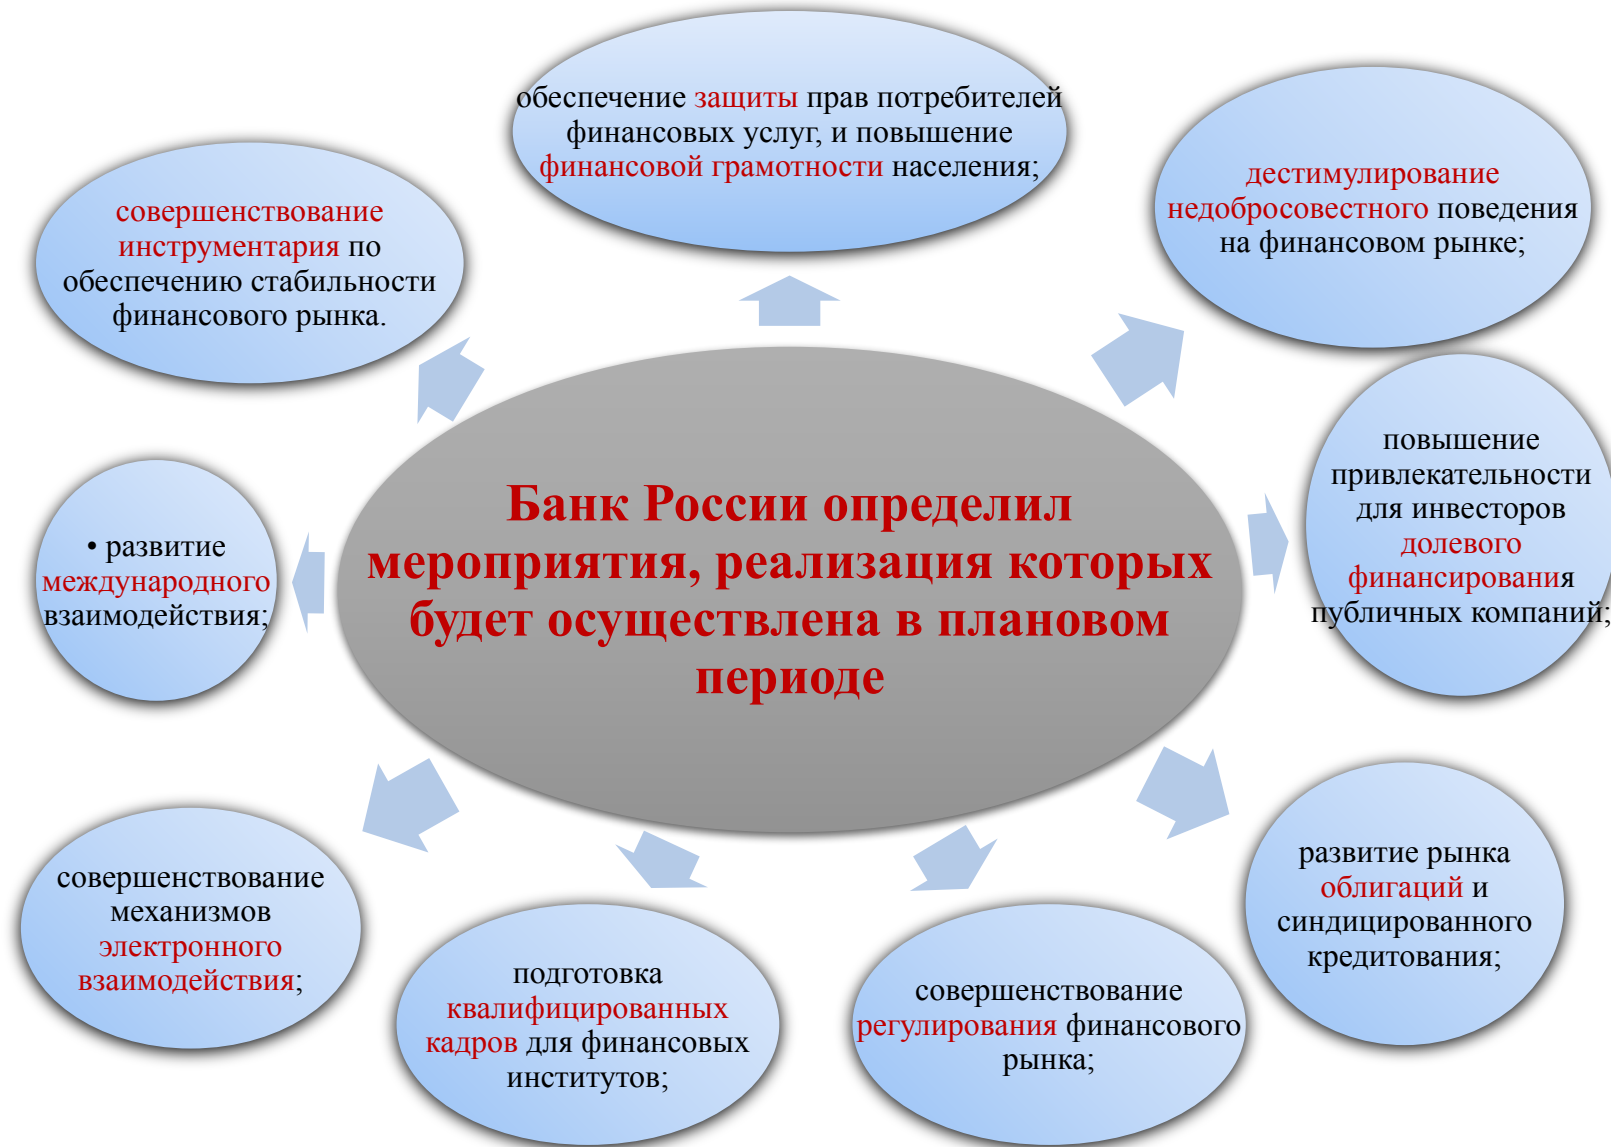 обеспечение защиты прав потребителей
финансовых услуг, и повышение
финансовой грамотности населения;
дестимулирование
недобросовестного поведения
на финансовом рынке;
повышение
привлекательности
для инвесторов
долевого
финансирования
публичных компаний;
развитие рынка
облигаций и
синдицированного
кредитования;
совершенствование
регулирования финансового
рынка;
подготовка
квалифицированных
кадров для финансовых
институтов;
совершенствование
механизмов
электронного
взаимодействия;
• развитие
международного
взаимодействия;
совершенствование
инструментария по
обеспечению стабильности
финансового рынка.
Банк России определил
мероприятия, реализация которых
будет осуществлена в плановом
периоде